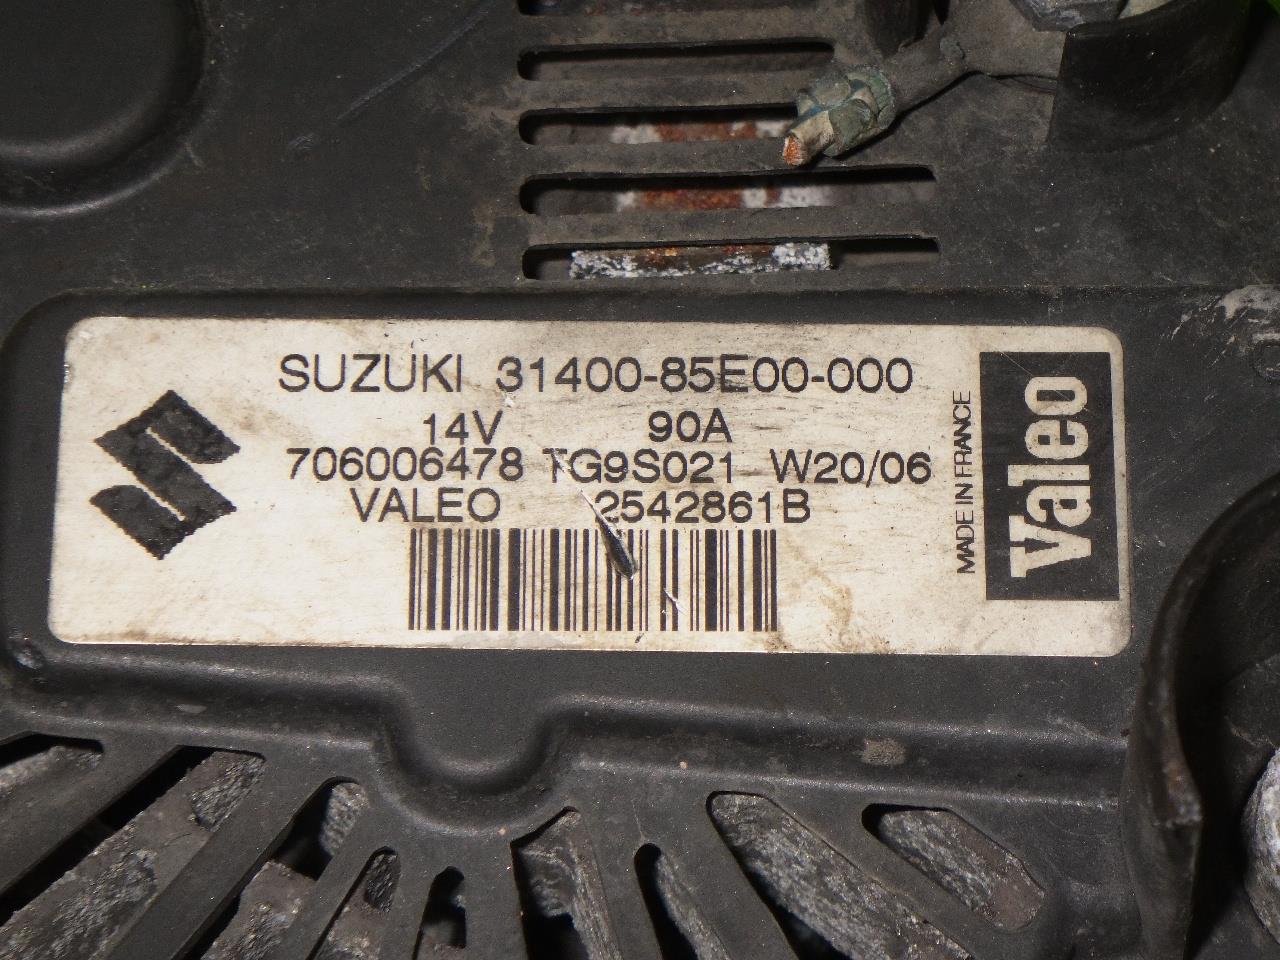 SUZUKI 31400-85E00-000
14V 90A
706006478 TG9S021 W20/06
VALEO 2542861B
MADE IN FRANCE
Valeo